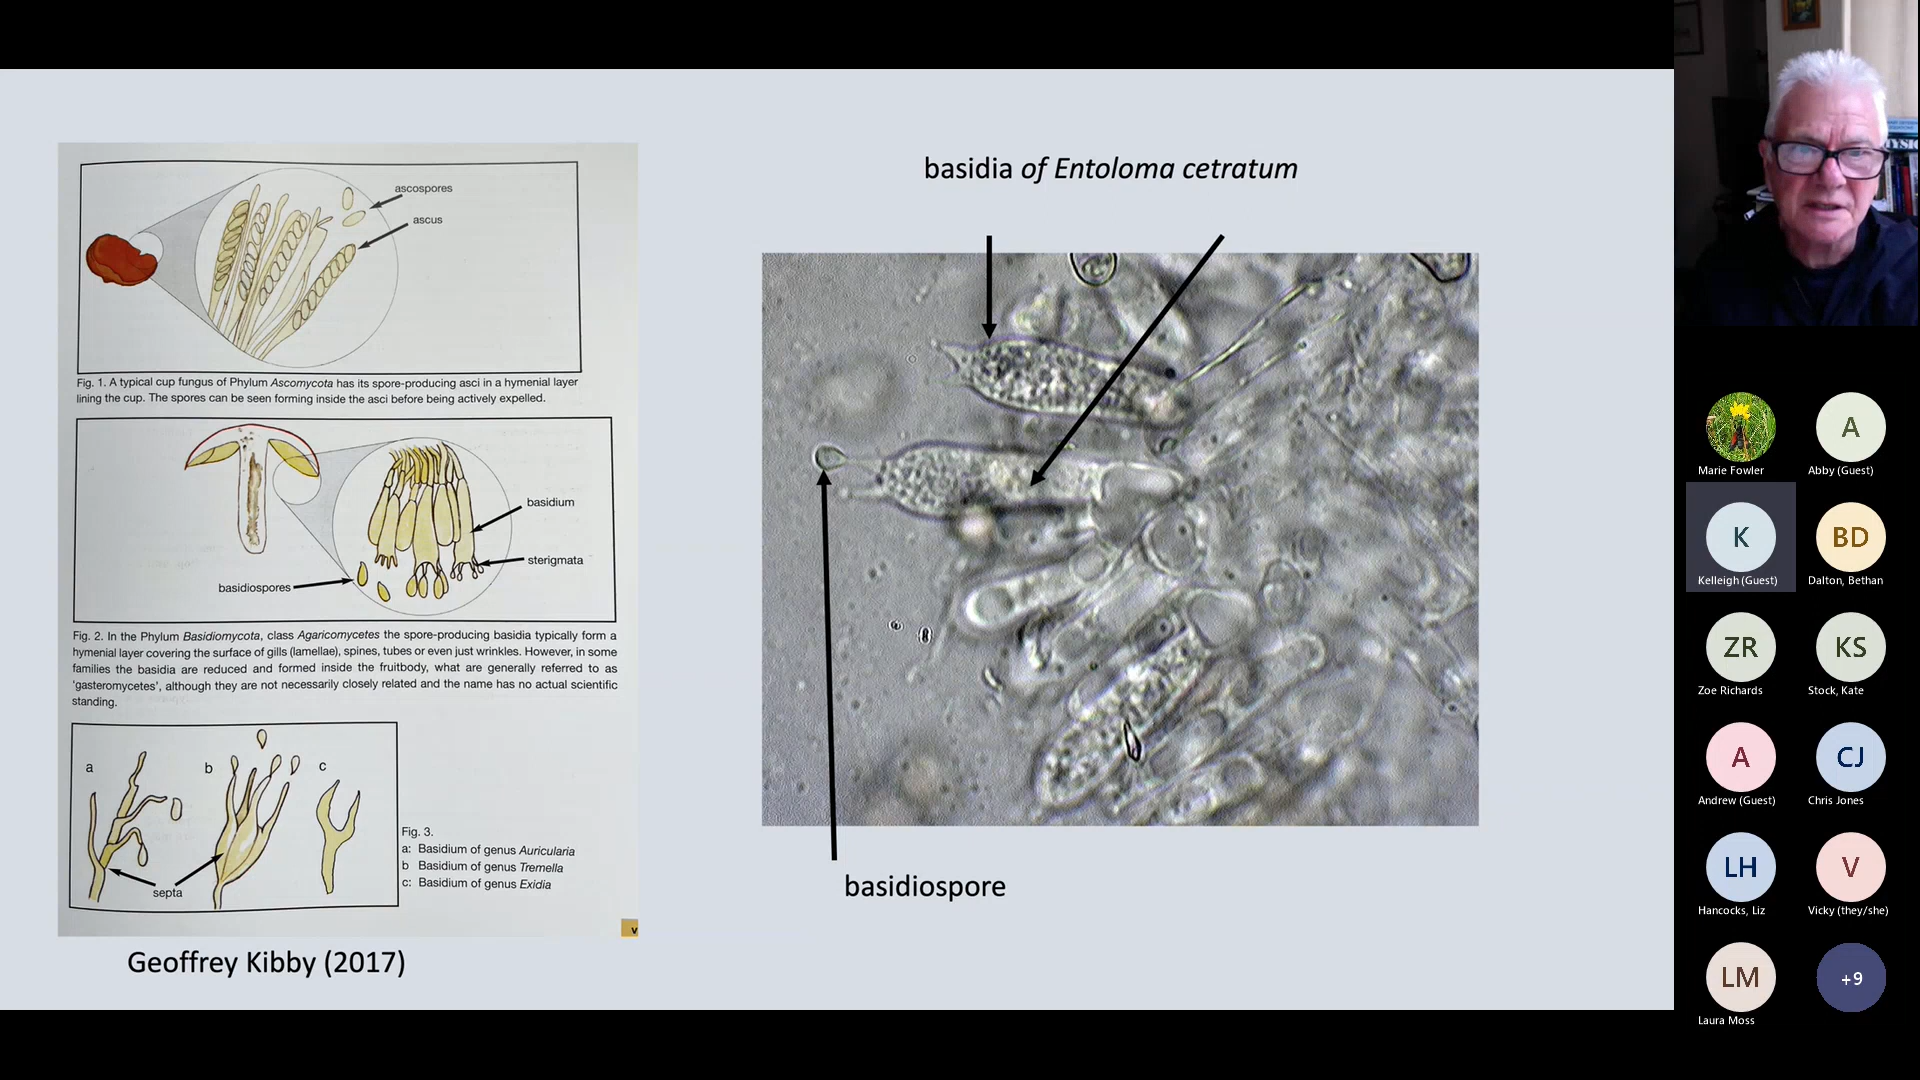 ascospores
ascus
Fig. 1. A typical cup fungus of Phylum Ascomycota has its spore-producing asci in a hymenial layer
lining the cup. The spores can be seen forming inside the asci before being actively expelled.
basidium
sterigmata
basidiospores
Fig. 2. In the Phylum Basidiomycota, class Agaricomycetes the spore-producing basidia typically form a
hymenial layer covering the surface of gills (lamellae), spines, tubes or even just wrinkles. However, in some
families the basidia are reduced and formed inside the fruitbody, what are generally referred to as
'gasteromycetes', although they are not necessarily closely related and the name has no actual scientific
standing.
a
b
c
septa
Fig. 3.
a: Basidium of genus Auricularia
b Basidium of genus Tremella
c: Basidium of genus Exidia
v
Geoffrey Kibby (2017)
basidia of Entoloma cetratum
basidiospore
Marie Fowler
A
Abby (Guest)
K
Kelleigh (Guest)
BD
Dalton, Bethan
ZR
Zoe Richards
KS
Stock, Kate
A
Andrew (Guest)
CJ
Chris Jones
LH
Hancocks, Liz
V
Vicky (they/she)
LM
Laura Moss
+9